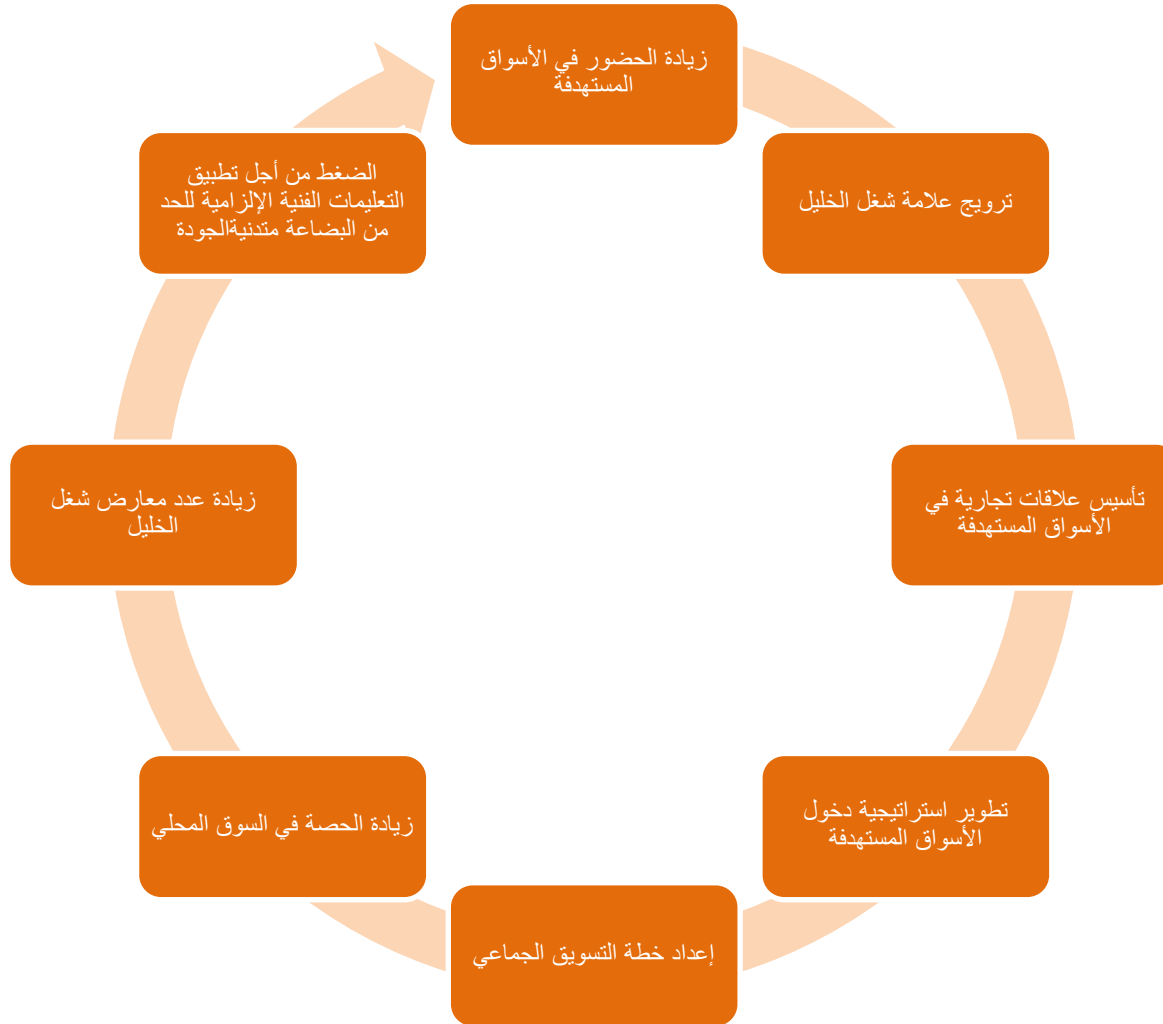 زيادة الحضور في الأسواق
المستهدفة
ترويج علامة شغل الخليل
تأسيس علاقات تجارية في
الأسواق المستهدفة
تطوير استراتيجية دخول
الأسواق المستهدفة
إعداد خطة التسويق الجماعي
زيادة الحصة في السوق المحلي
زيادة عدد معارض شغل
الخليل
الضغط من أجل تطبيق
التعليمات الفنية الإلزامية للحد
من البضاعة متدنيةالجودة